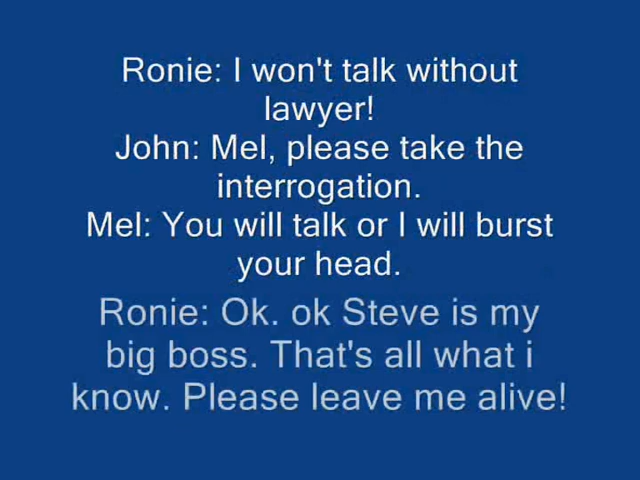 Ronie: I won't talk without
lawyer!
John: Mel, please take the
interrogation.
Mel: You will talk or I will burst
your head.
Ronie: Ok. ok Steve is my
big boss. That's all what i
know. Please leave me alive!